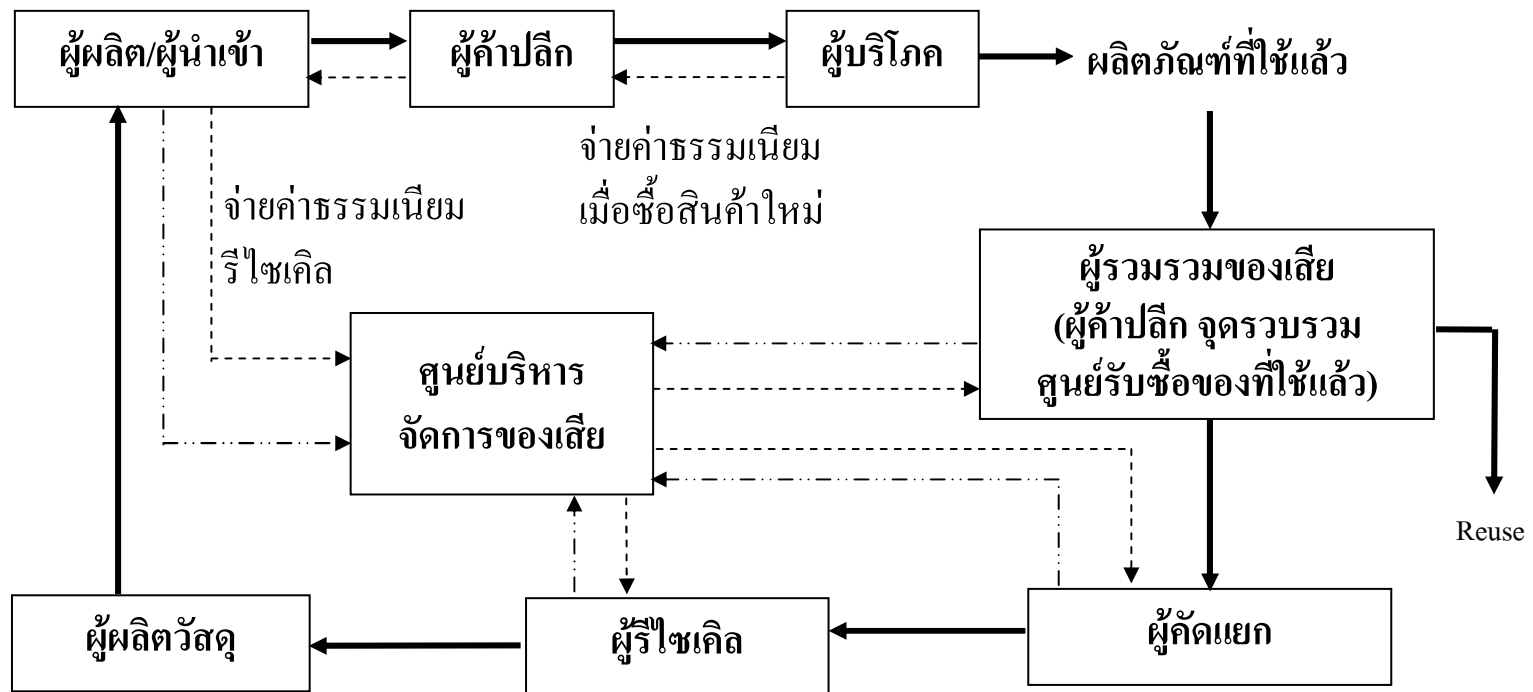 ผู้ผลิต/ผู้นำเข้า
ผู้ค้าปลีก
ผู้บริโภค
ผลิตภัณฑ์ที่ใช้แล้ว
จ่ายค่าธรรมเนียม
เมื่อซื้อสินค้าใหม่
จ่ายค่าธรรมเนียม
รีไซเคิล
ผู้รวมรวมของเสีย
(ผู้ค้าปลีก จุดรวบรวม
ศูนย์รับซื้อของที่ใช้แล้ว)
ศูนย์บริหาร
จัดการของเสีย
Reuse
ผู้ผลิตวัสดุ
ผู้รีไซเคิล
ผู้คัดแยก